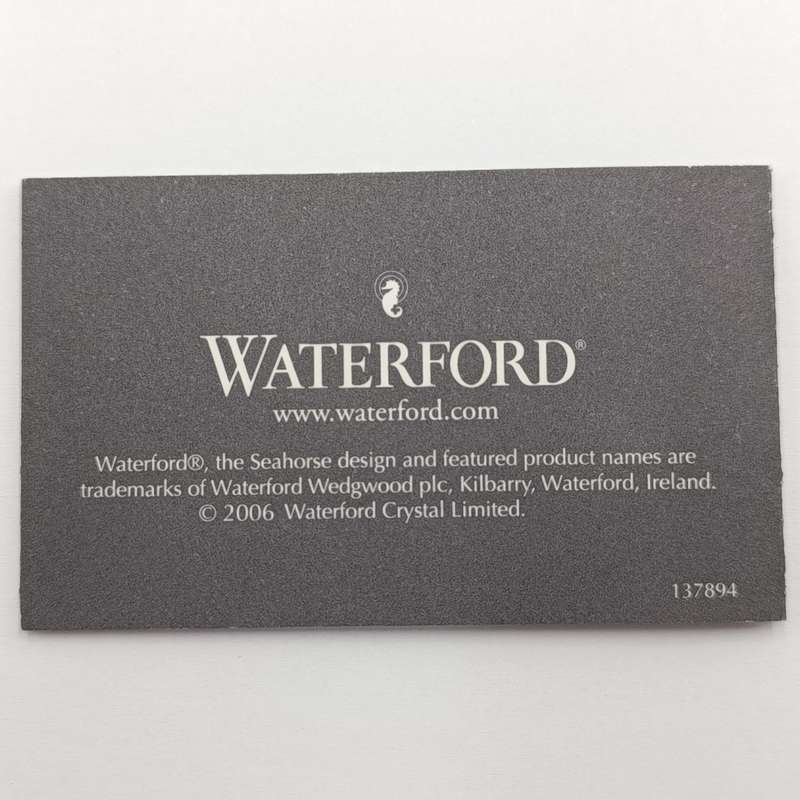 WATERFORD®
www.waterford.com
Waterford®, the Seahorse design and featured product names are
trademarks of Waterford Wedgwood plc, Kilbarry, Waterford, Ireland.
© 2006 Waterford Crystal Limited.
137894